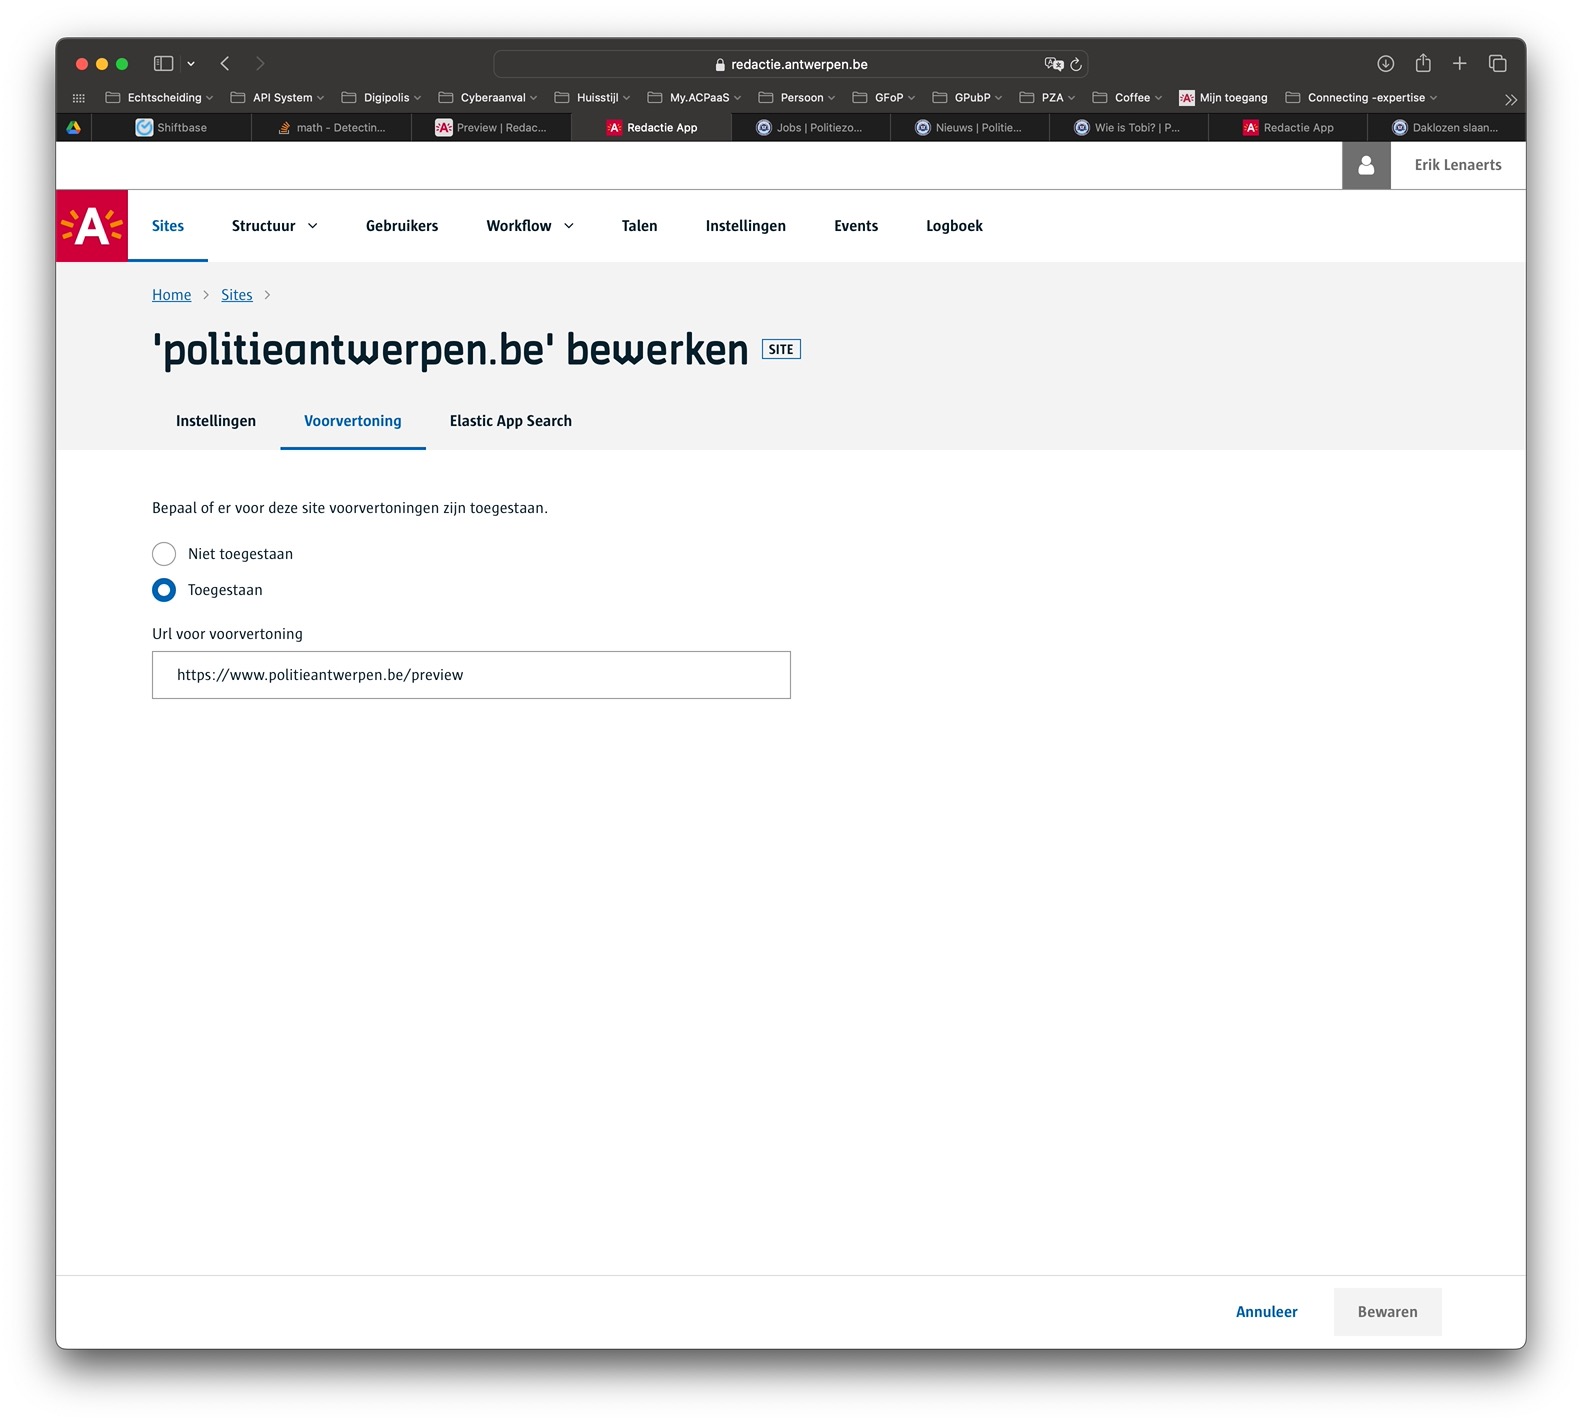 redactie.antwerpen.be
Echtscheiding API System Digipolis Cyberaanval Huisstijl My.ACPaaS Persoon GFoP GPubP PZA Coffee Mijn toegang Connecting -expertise
Shiftbase math - Detectin... Preview | Redac... Redactie App Jobs | Politiezo... Nieuws | Politie... Wie is Tobi? | P... Redactie App Daklozen slaan...
Erik Lenaerts
A Sites Structuur Gebruikers Workflow Talen Instellingen Events Logboek
Home > Sites >
'politieantwerpen.be' bewerken SITE
Instellingen Voorvertoning Elastic App Search
Bepaal of er voor deze site voorvertoningen zijn toegestaan.
Niet toegestaan
Toegestaan
Url voor voorvertoning
https://www.politieantwerpen.be/preview
Annuleer Bewaren